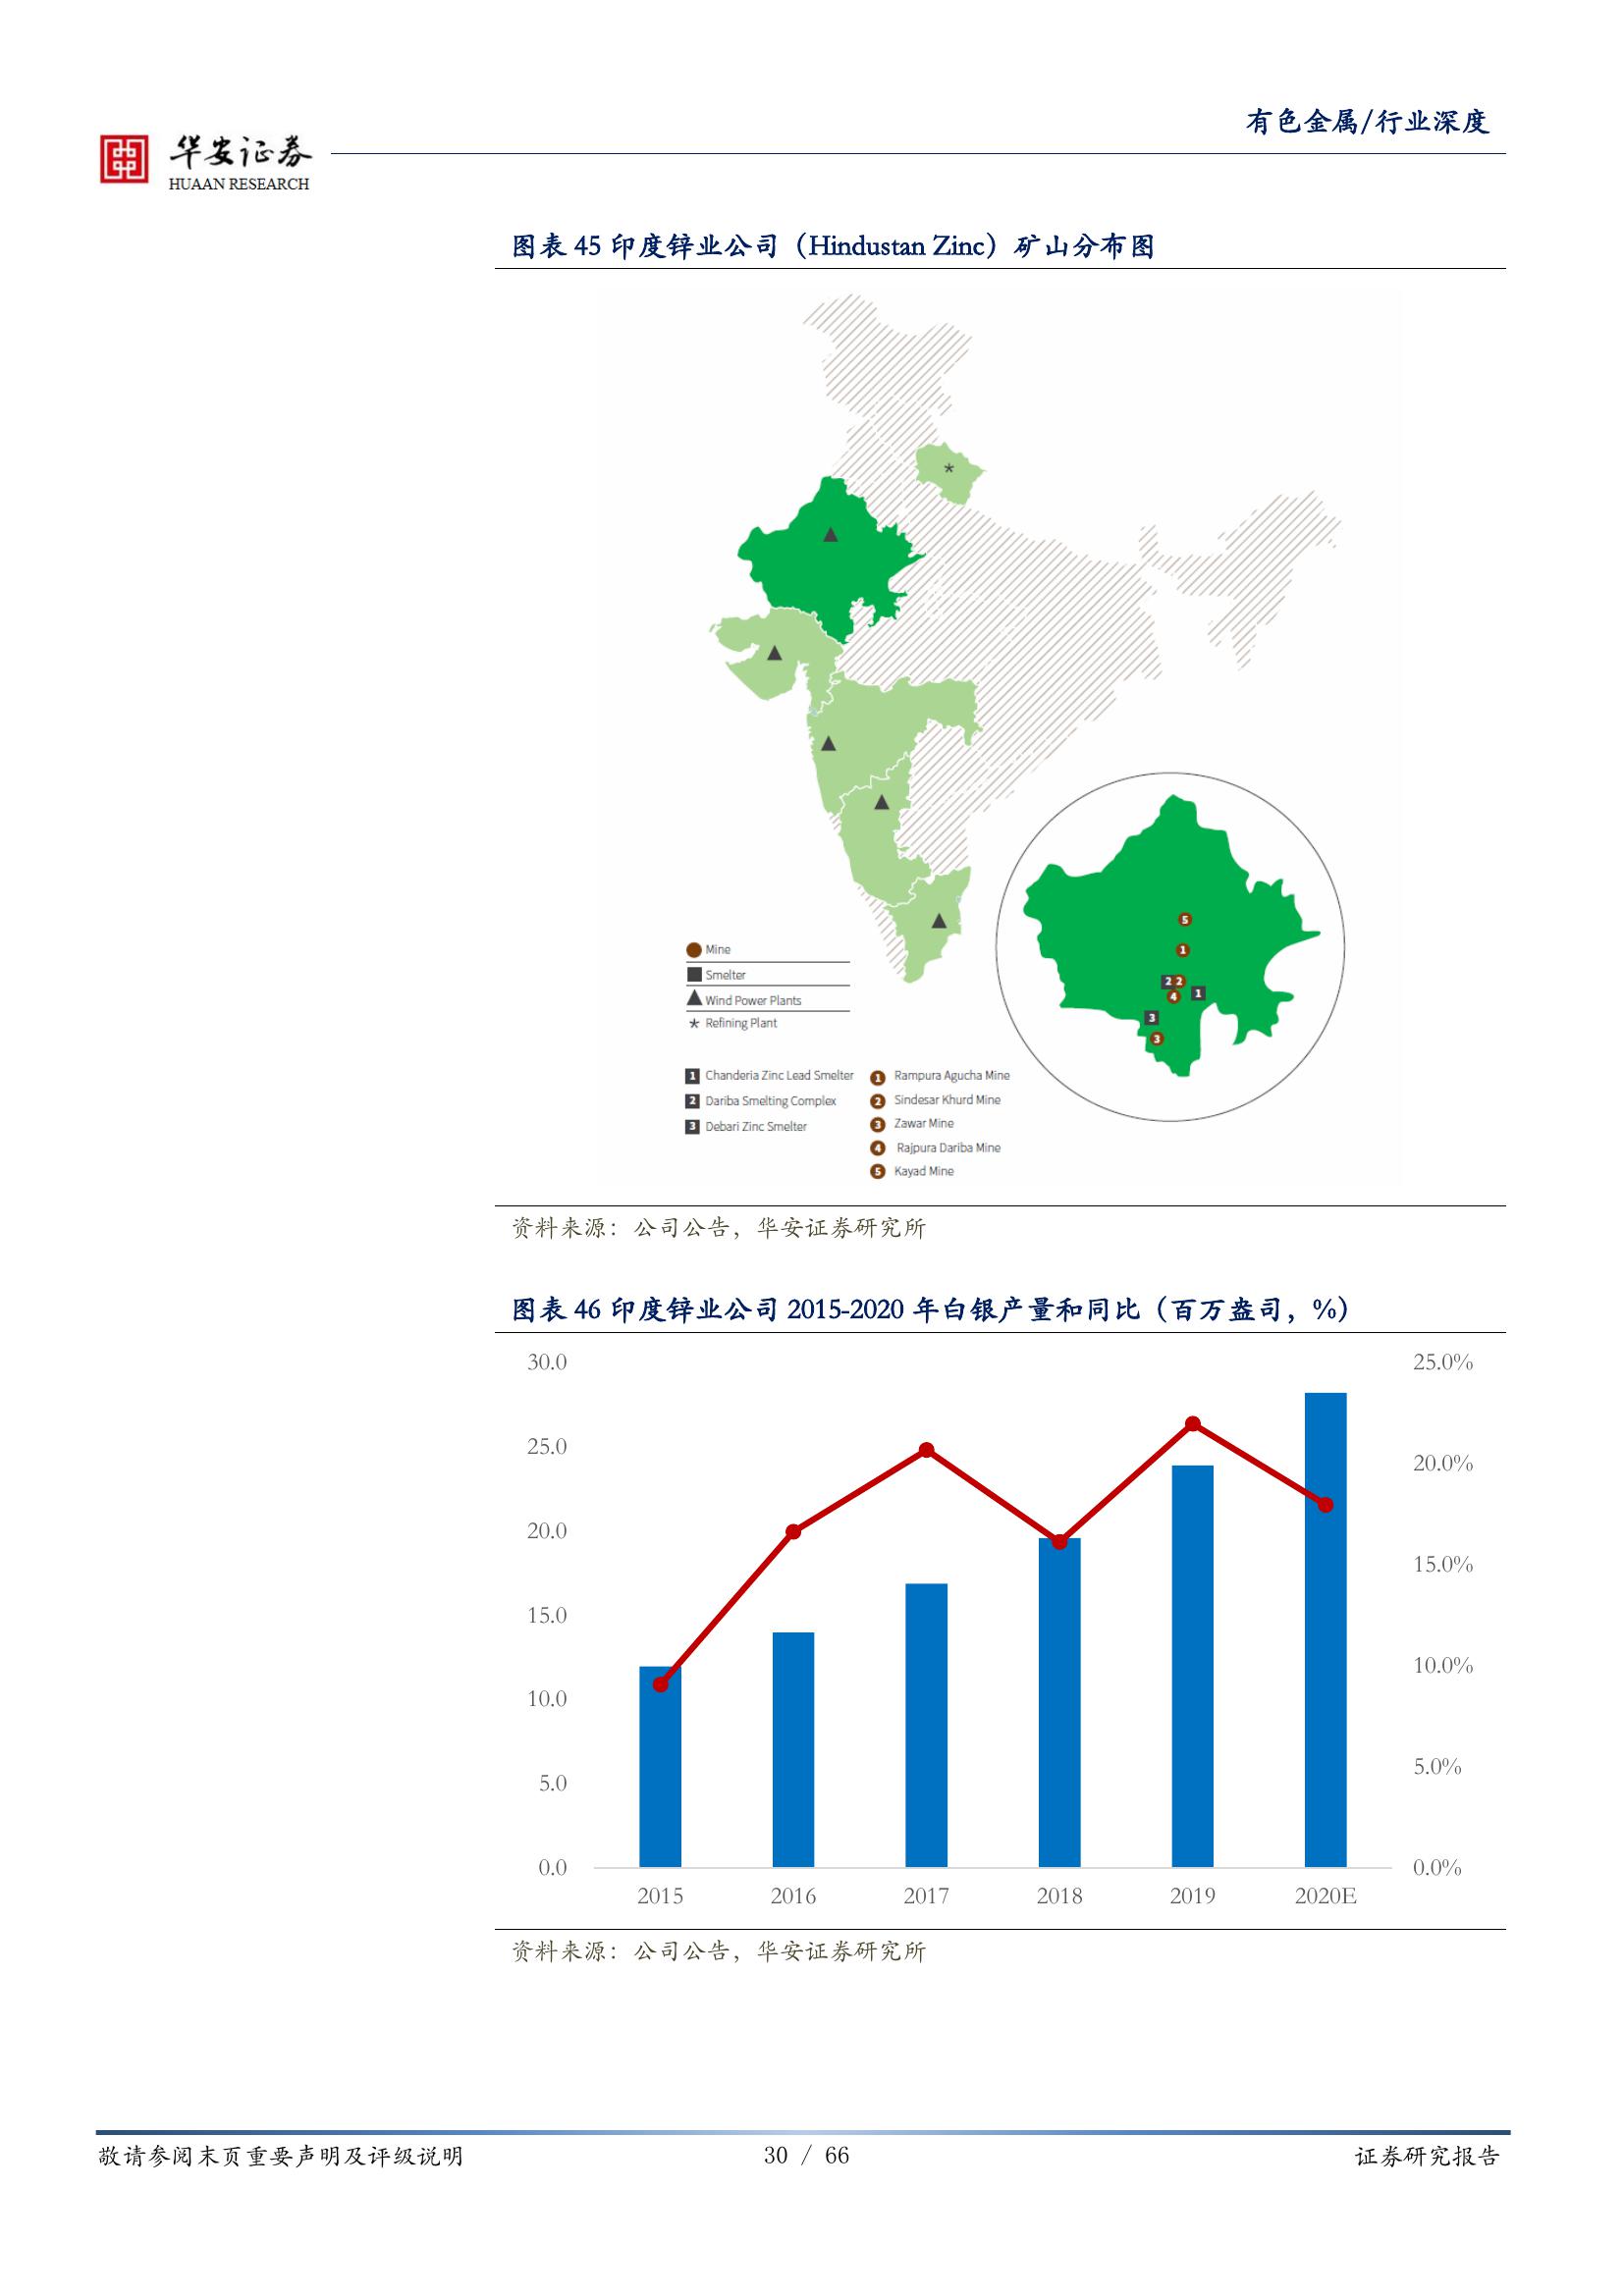 有色金属/行业深度
华安证券
HUAAN RESEARCH
图表 45 印度锌业公司（Hindustan Zinc）矿山分布图
5
1
2 2
4 1
3
3
Mine
Smelter
Wind Power Plants
Refining Plant
1 Chanderia Zinc Lead Smelter
2 Dariba Smelting Complex
3 Debari Zinc Smelter
1 Rampura Agucha Mine
2 Sindesar Khurd Mine
3 Zawar Mine
4 Rajpura Dariba Mine
5 Kayad Mine
资料来源：公司公告，华安证券研究所
图表 46 印度锌业公司 2015-2020 年白银产量和同比（百万盎司，%）
30.0
25.0
20.0
15.0
10.0
5.0
0.0
25.0%
20.0%
15.0%
10.0%
5.0%
0.0%
2015 2016 2017 2018 2019 2020E
资料来源：公司公告，华安证券研究所
敬请参阅末页重要声明及评级说明 30 / 66 证券研究报告